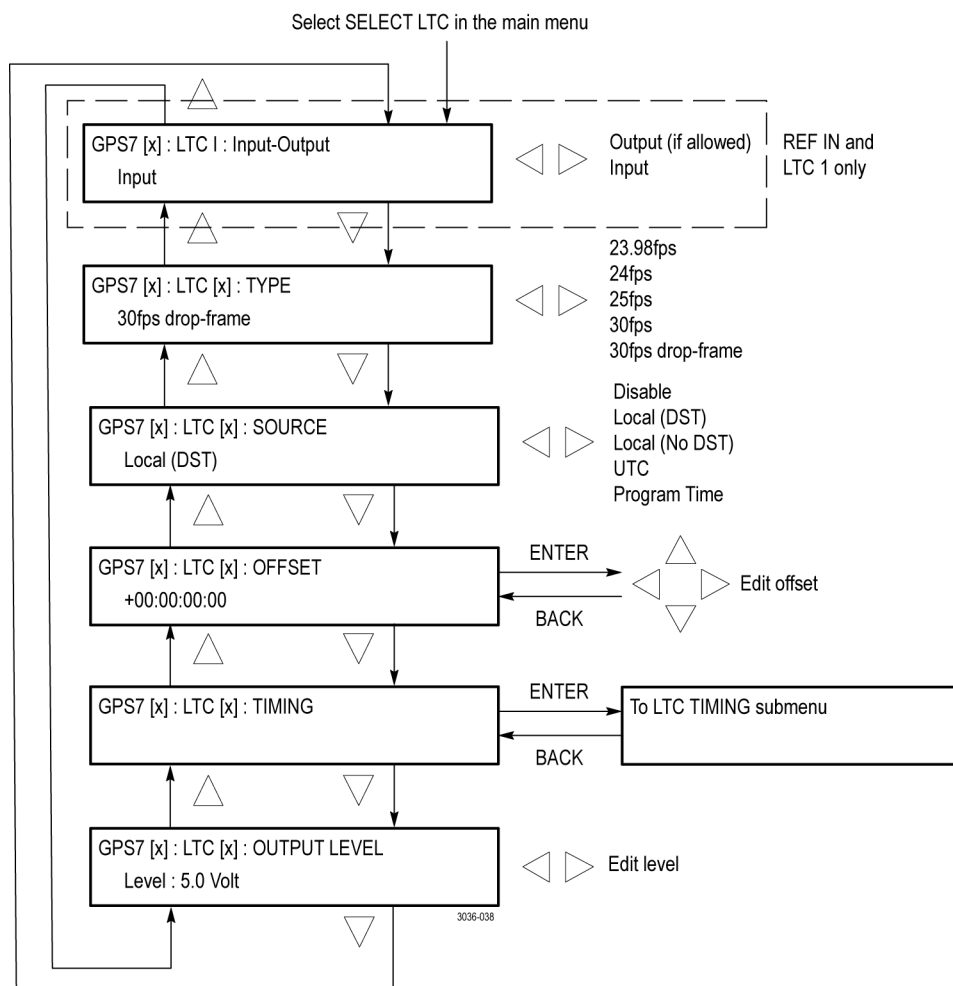 Select SELECT LTC in the main menu
GPS7 [x] : LTC I : Input-Output
Input
Output (if allowed)
Input
REF IN and
LTC 1 only
GPS7 [x] : LTC [x] : TYPE
30fps drop-frame
23.98fps
24fps
25fps
30fps
30fps drop-frame
GPS7 [x] : LTC [x] : SOURCE
Local (DST)
Disable
Local (DST)
Local (No DST)
UTC
Program Time
GPS7 [x] : LTC [x] : OFFSET
+00:00:00:00
ENTER
BACK
Edit offset
GPS7 [x] : LTC [x] : TIMING
ENTER
BACK
To LTC TIMING submenu
GPS7 [x] : LTC [x] : OUTPUT LEVEL
Level : 5.0 Volt
Edit level
3036-038